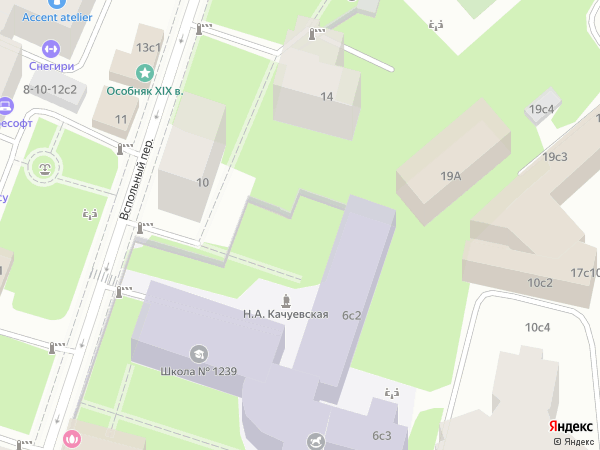 Accent atelier
13с1
Снегири
Особняк XIX в.
8-10-12с2
14
19с4
11
Вспольный пер.
19с3
19А
10
17с10
10с2
Н.А. Качуевская
6с2
10с4
Школа № 1239
6с3
Яндекс
© Яндекс